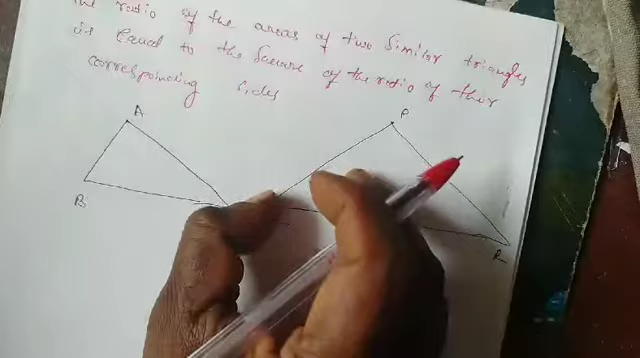 the ratio of the areas of two similar triangles
is Equal to the Square of the ratio of their
corresponding sides
A
P
B
R